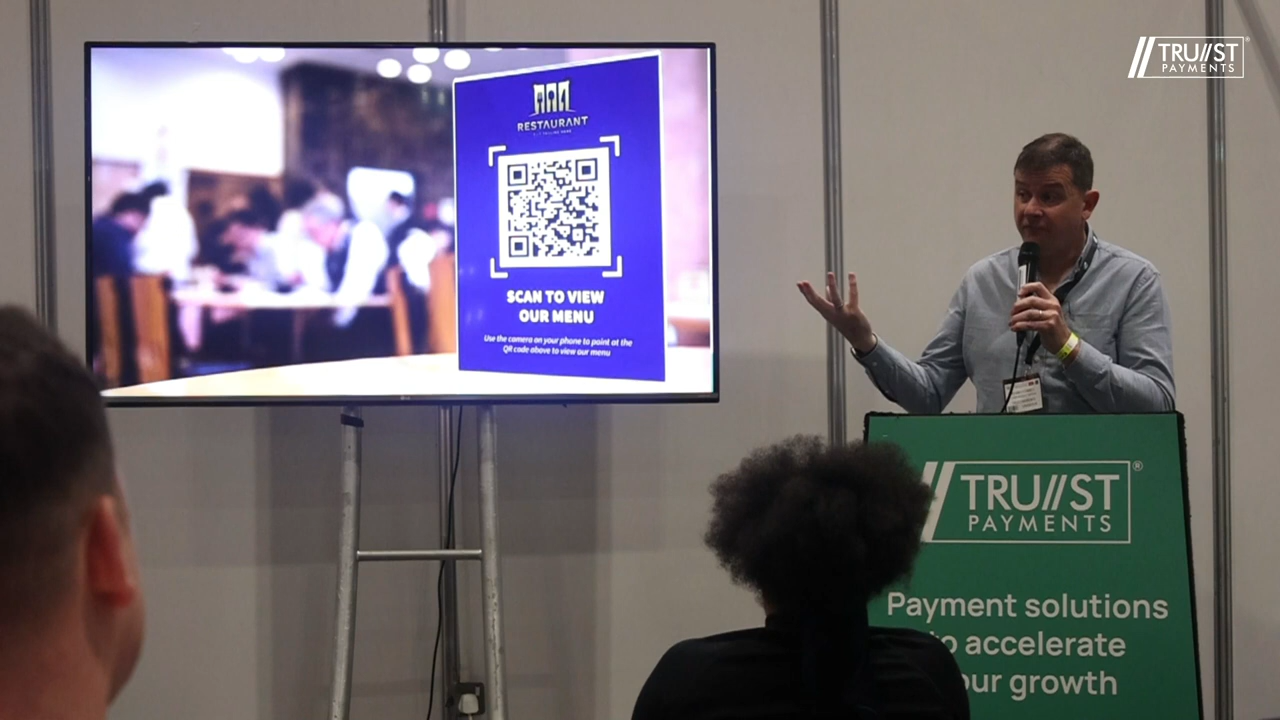 TRU//ST®
PAYMENTS
RESTAURANT
SCAN TO VIEW
OUR MENU
Use the camera on your phone to point at the
QR code above to view our menu
TRU//ST®
PAYMENTS
Payment solutions
to accelerate
our growth